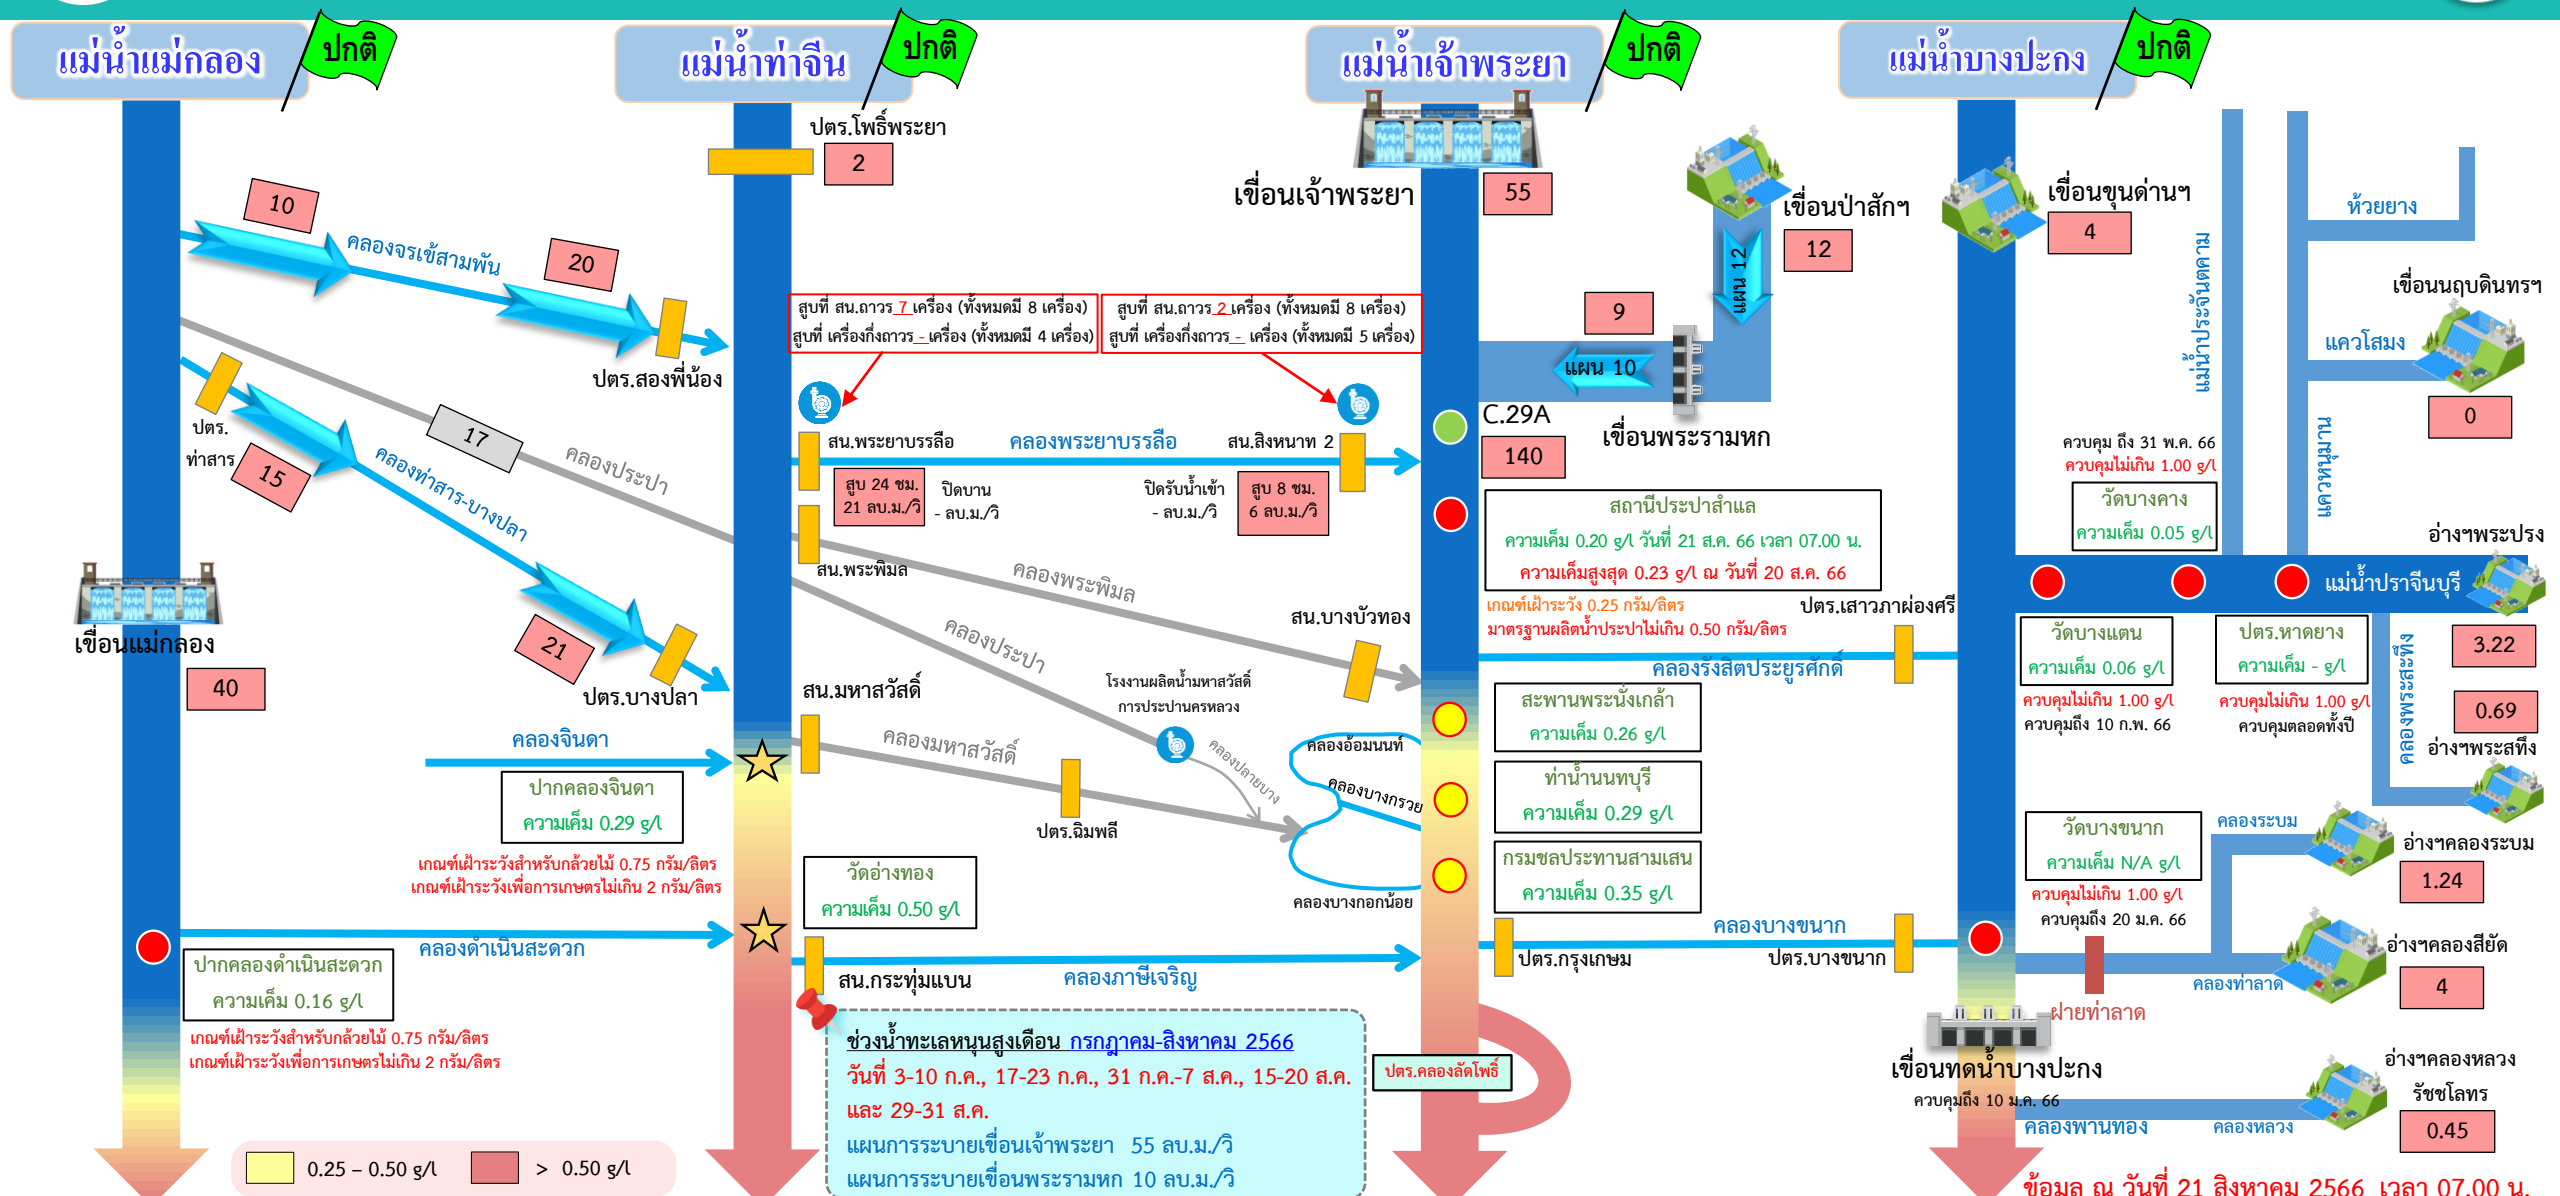 แม่น้ำแม่กลอง
ปกติ
แม่น้ำท่าจีน
ปกติ
แม่น้ำเจ้าพระยา
ปกติ
แม่น้ำบางปะกง
ปกติ
10
คลองจรเข้สามพัน
20
ปตร.สองพี่น้อง
ปตร.
ท่าสาร
15
17
คลองประปา
คลองท่าสาร-บางปลา
21
ปตร.บางปลา
เขื่อนแม่กลอง
40
คลองจินดา
ปากคลองจินดา
ความเค็ม 0.29 g/l
เกณฑ์เฝ้าระวังสำหรับกล้วยไม้ 0.75 กรัม/ลิตร
เกณฑ์เฝ้าระวังเพื่อการเกษตรไม่เกิน 2 กรัม/ลิตร
คลองดำเนินสะดวก
ปากคลองดำเนินสะดวก
ความเค็ม 0.16 g/l
เกณฑ์เฝ้าระวังสำหรับกล้วยไม้ 0.75 กรัม/ลิตร
เกณฑ์เฝ้าระวังเพื่อการเกษตรไม่เกิน 2 กรัม/ลิตร
0.25 – 0.50 g/l
> 0.50 g/l
ปตร.โพธิ์พระยา
2
สูบที่ สน.ถาวร 7 เครื่อง (ทั้งหมดมี 8 เครื่อง)
สูบที่ เครื่องกึ่งถาวร - เครื่อง (ทั้งหมดมี 4 เครื่อง)
สูบที่ สน.ถาวร 2 เครื่อง (ทั้งหมดมี 8 เครื่อง)
สูบที่ เครื่องกึ่งถาวร - เครื่อง (ทั้งหมดมี 5 เครื่อง)
สน.พระยาบรรลือ
คลองพระยาบรรลือ
สน.สิงหนาท 2
สูบ 24 ชม.
21 ลบ.ม./วิ
ปิดบาน
- ลบ.ม./วิ
ปิดรับน้ำเข้า
- ลบ.ม./วิ
สูบ 8 ชม.
6 ลบ.ม./วิ
สน.พระพิมล
คลองพระพิมล
สน.บางบัวทอง
คลองประปา
โรงงานผลิตน้ำมหาสวัสดิ์
การประปานครหลวง
สน.มหาสวัสดิ์
คลองมหาสวัสดิ์
ปตร.ฉิมพลี
คลองปลายบาง
คลองอ้อมนนท์
คลองบางกรวย
คลองบางกอกน้อย
วัดอ่างทอง
ความเค็ม 0.50 g/l
สน.กระทุ่มแบน
คลองภาษีเจริญ
ช่วงน้ำทะเลหนุนสูงเดือน กรกฎาคม-สิงหาคม 2566
วันที่ 3-10 ก.ค., 17-23 ก.ค., 31 ก.ค.-7 ส.ค., 15-20 ส.ค.
และ 29-31 ส.ค.
แผนการระบายเขื่อนเจ้าพระยา 55 ลบ.ม./วิ
แผนการระบายเขื่อนพระรามหก 10 ลบ.ม./วิ
ปตร.คลองลัดโพธิ์
เขื่อนเจ้าพระยา
55
เขื่อนป่าสักฯ
12
แผน 12
9
แผน 10
เขื่อนพระรามหก
C.29A
140
สถานีประปาสำแล
ความเค็ม 0.20 g/l วันที่ 21 ส.ค. 66 เวลา 07.00 น.
ความเค็มสูงสุด 0.23 g/l ณ วันที่ 20 ส.ค. 66
เกณฑ์เฝ้าระวัง 0.25 กรัม/ลิตร
มาตรฐานผลิตน้ำประปาไม่เกิน 0.50 กรัม/ลิตร
ปตร.เสาวภาผ่องศรี
คลองรังสิตประยูรศักดิ์
สะพานพระนั่งเกล้า
ความเค็ม 0.26 g/l
ท่าน้ำนนทบุรี
ความเค็ม 0.29 g/l
กรมชลประทานสามเสน
ความเค็ม 0.35 g/l
คลองบางขนาก
ปตร.กรุงเกษม
ปตร.บางขนาก
เขื่อนขุนด่านฯ
4
แม่น้ำประจันตคาม
ห้วยยาง
เขื่อนนฤบดินทรฯ
แควโสมง
0
แควหนุมาน
ควบคุม ถึง 31 พ.ค. 66
ควบคุมไม่เกิน 1.00 g/l
วัดบางคาง
ความเค็ม 0.05 g/l
อ่างฯพระปรง
แม่น้ำปราจีนบุรี
3.22
วัดบางแตน
ความเค็ม 0.06 g/l
ควบคุมไม่เกิน 1.00 g/l
ควบคุมถึง 10 ก.พ. 66
ปตร.หาดยาง
ความเค็ม - g/l
ควบคุมไม่เกิน 1.00 g/l
ควบคุมตลอดทั้งปี
คลองพระสะทึง
0.69
อ่างฯพระสทึง
วัดบางขนาก
ความเค็ม N/A g/l
ควบคุมไม่เกิน 1.00 g/l
ควบคุมถึง 20 ม.ค. 66
คลองระบม
อ่างฯคลองระบม
1.24
อ่างฯคลองสียัด
4
คลองท่าลาด
ฝายท่าลาด
เขื่อนทดน้ำบางปะกง
ควบคุมถึง 10 ม.ค. 66
คลองพานทอง
คลองหลวง
อ่างฯคลองหลวง
รัชชโลทร
0.45
ข้อมูล ณ วันที่ 21 สิงหาคม 2566 เวลา 07.00 น.